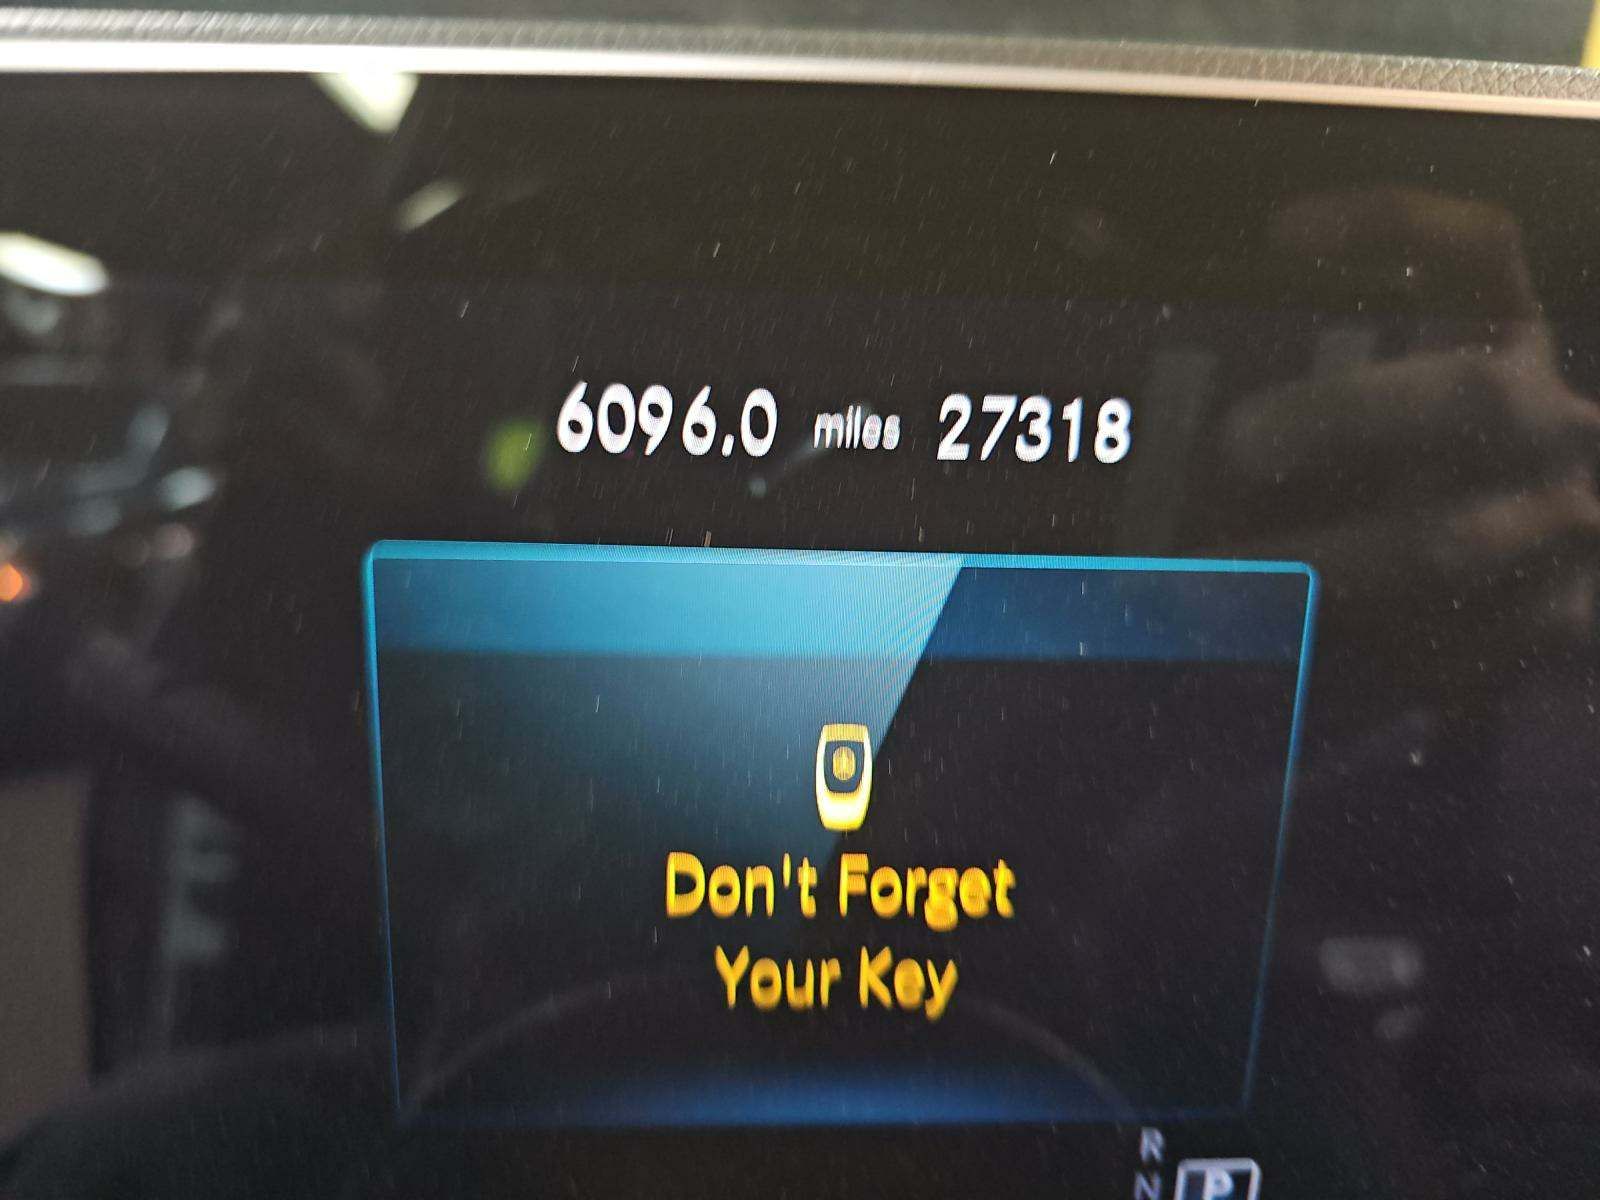 6096.0 miles 27318
Don't Forget
Your Key
R
N P